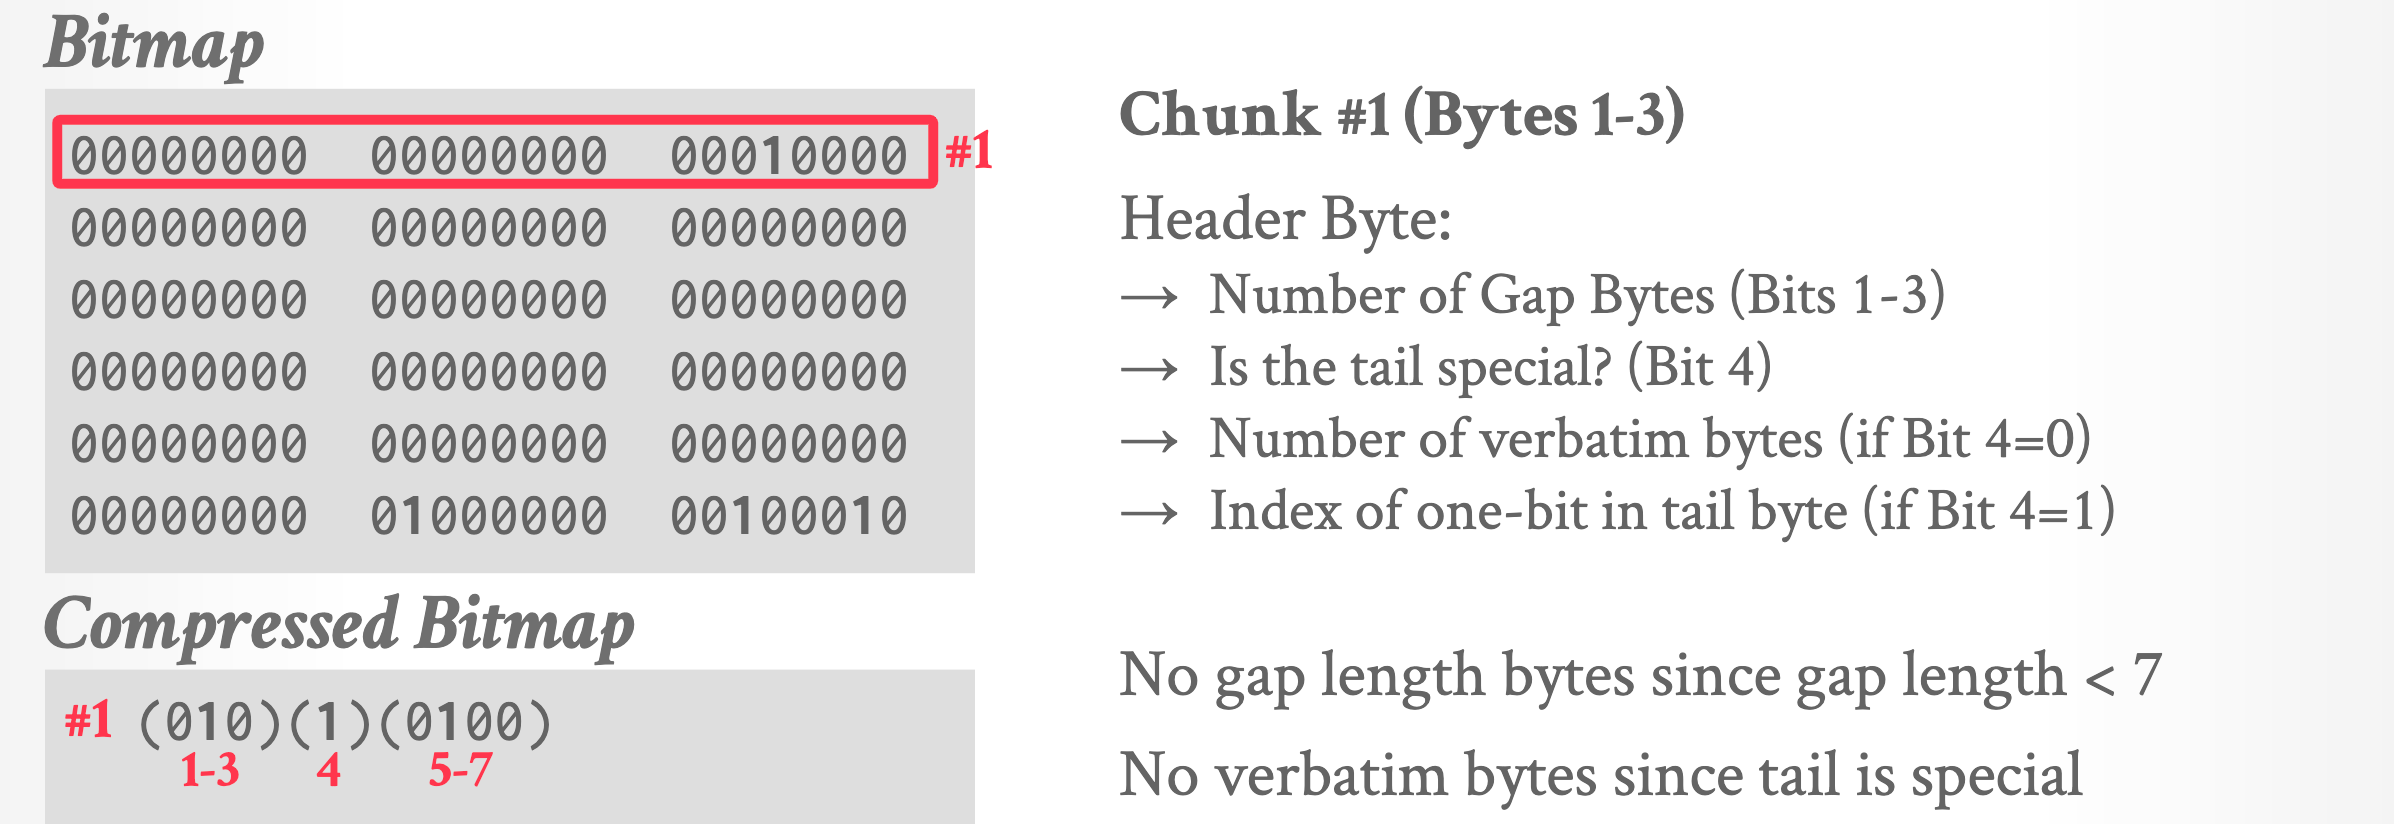 Bitmap
00000000 00000000 00010000 #1
00000000 00000000 00000000
00000000 00000000 00000000
00000000 00000000 00000000
00000000 00000000 00000000
00000000 01000000 00100010
Compressed Bitmap
#1 (010)(1)(0100)
1-3 4 5-7
Chunk #1 (Bytes 1-3)
Header Byte:
→ Number of Gap Bytes (Bits 1-3)
→ Is the tail special? (Bit 4)
→ Number of verbatim bytes (if Bit 4=0)
→ Index of one-bit in tail byte (if Bit 4=1)
No gap length bytes since gap length < 7
No verbatim bytes since tail is special